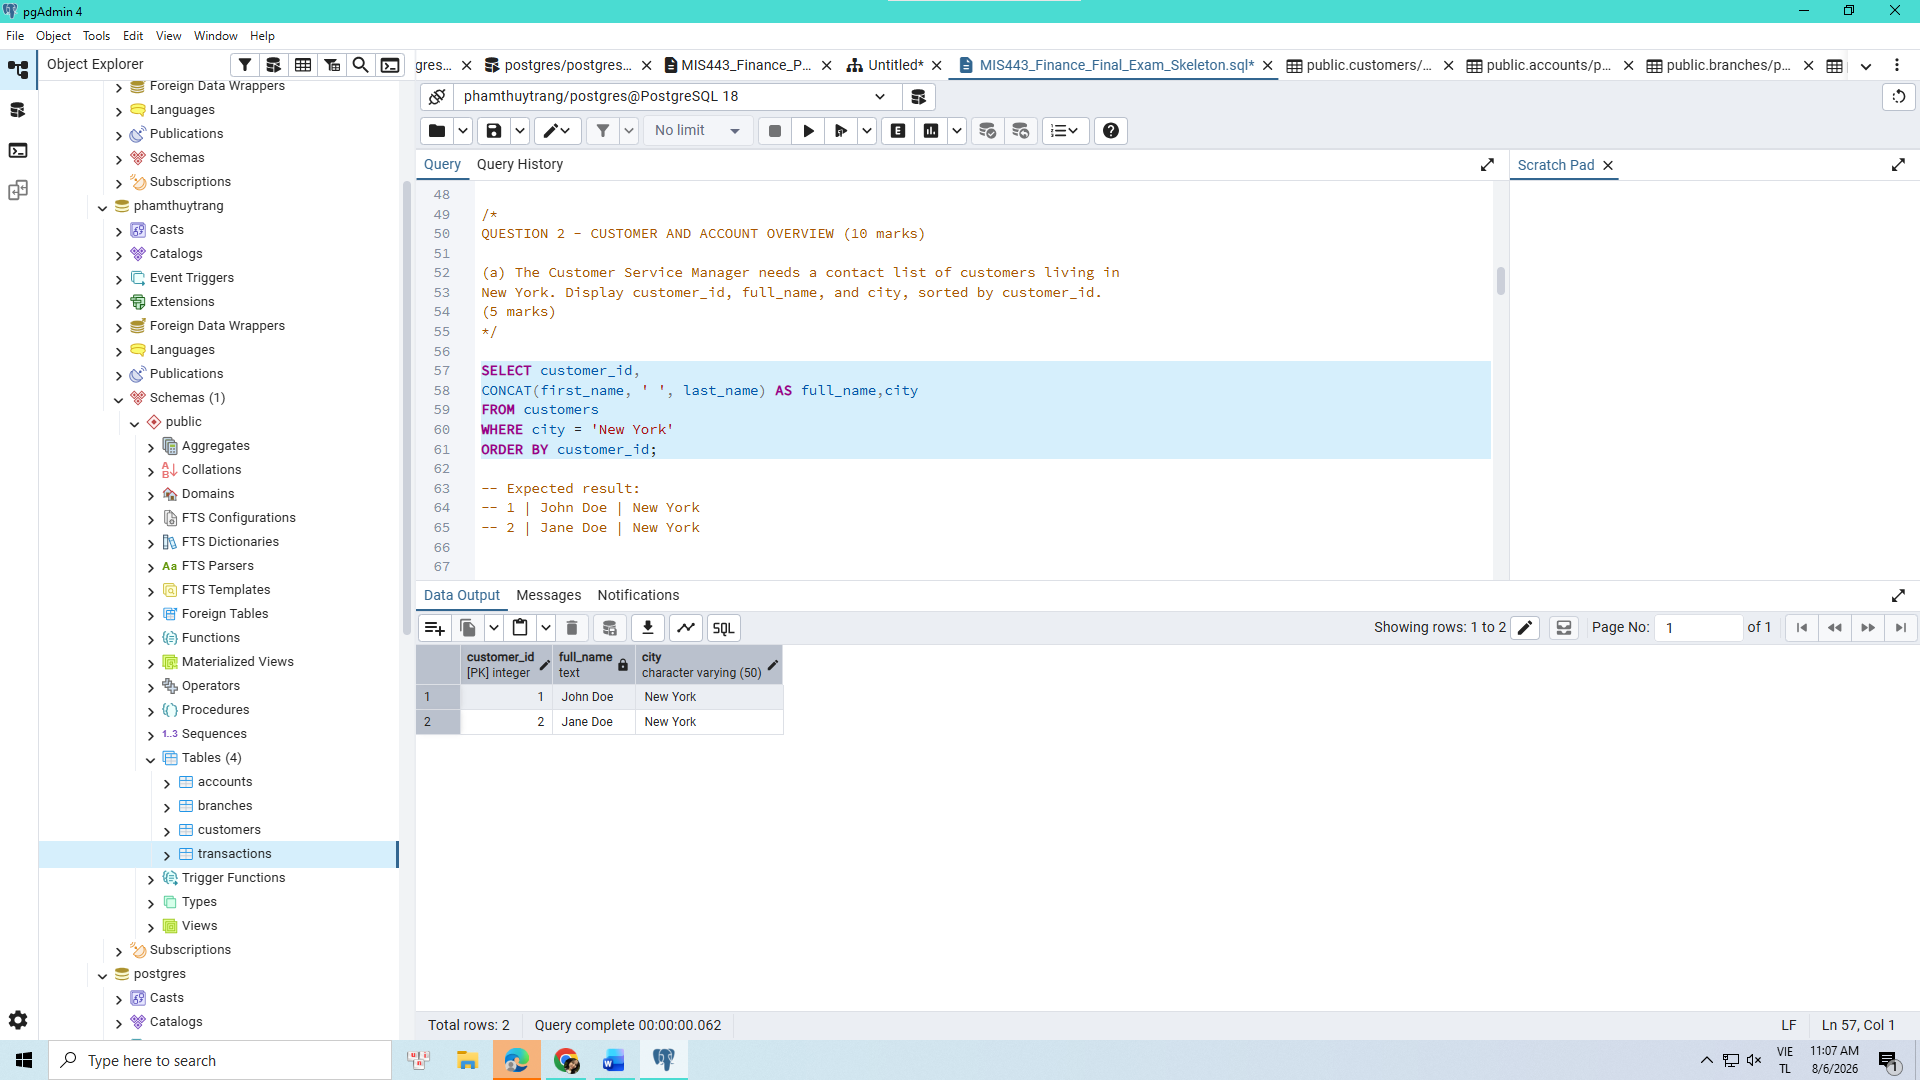 pgAdmin 4
File Object Tools Edit View Window Help
Object Explorer
gres... postgres/postgres... MIS443_Finance_P... Untitled* MIS443_Finance_Final_Exam_Skeleton.sql* public.customers/... public.accounts/p... public.branches/p...
phamthuytrang/postgres@PostgreSQL 18
No limit
Query Query History
Scratch Pad
Foreign Data Wrappers
Languages
Publications
Schemas
Subscriptions
phamthuytrang
Casts
Catalogs
Event Triggers
Extensions
Foreign Data Wrappers
Languages
Publications
Schemas (1)
public
Aggregates
Collations
Domains
FTS Configurations
FTS Dictionaries
FTS Parsers
FTS Templates
Foreign Tables
Functions
Materialized Views
Operators
Procedures
Sequences
Tables (4)
accounts
branches
customers
transactions
Trigger Functions
Types
Views
Subscriptions
postgres
Casts
Catalogs
48
49 /*
50 QUESTION 2 - CUSTOMER AND ACCOUNT OVERVIEW (10 marks)
51
52 (a) The Customer Service Manager needs a contact list of customers living in
53 New York. Display customer_id, full_name, and city, sorted by customer_id.
54 (5 marks)
55 */
56
57 SELECT customer_id,
58 CONCAT(first_name, ' ', last_name) AS full_name,city
59 FROM customers
60 WHERE city = 'New York'
61 ORDER BY customer_id;
62
63 -- Expected result:
64 -- 1 | John Doe | New York
65 -- 2 | Jane Doe | New York
66
67
Data Output Messages Notifications
SQL
Showing rows: 1 to 2 Page No: 1 of 1
customer_id full_name city
[PK] integer text character varying (50)
1 1 John Doe New York
2 2 Jane Doe New York
Total rows: 2 Query complete 00:00:00.062 LF Ln 57, Col 1
Type here to search
VIE 11:07 AM
TL 8/6/2026
1